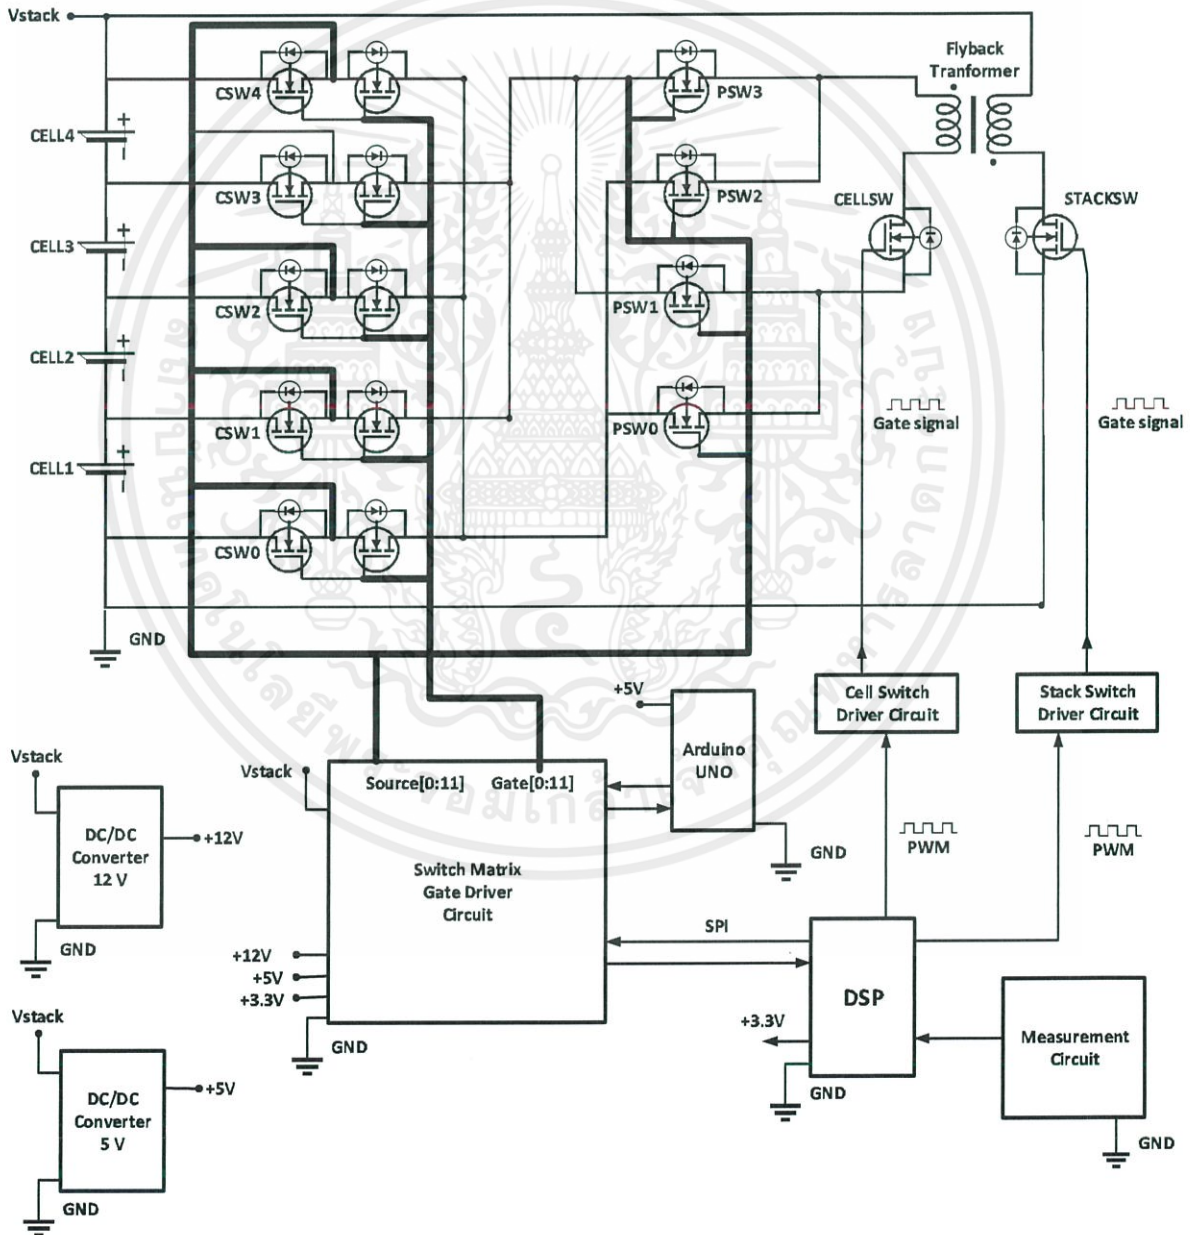 Vstack
Flyback
Tranformer
CSW4
PSW3
CELL4
+
-
CSW3
PSW2
CELLSW
STACKSW
CELL3
+
-
CSW2
PSW1
CELL2
+
-
CSW1
PSW0
Gate signal
Gate signal
CELL1
+
-
CSW0
GND
+5V
Cell Switch
Driver Circuit
Stack Switch
Driver Circuit
Arduino
UNO
Vstack
Vstack
Source[0:11]
Gate[0:11]
DC/DC
Converter
12 V
+12V
GND
PWM
PWM
Switch Matrix
Gate Driver
Circuit
GND
SPI
+12V
+5V
+3.3V
GND
DSP
+3.3V
GND
Measurement
Circuit
GND
Vstack
DC/DC
Converter
5 V
+5V
GND